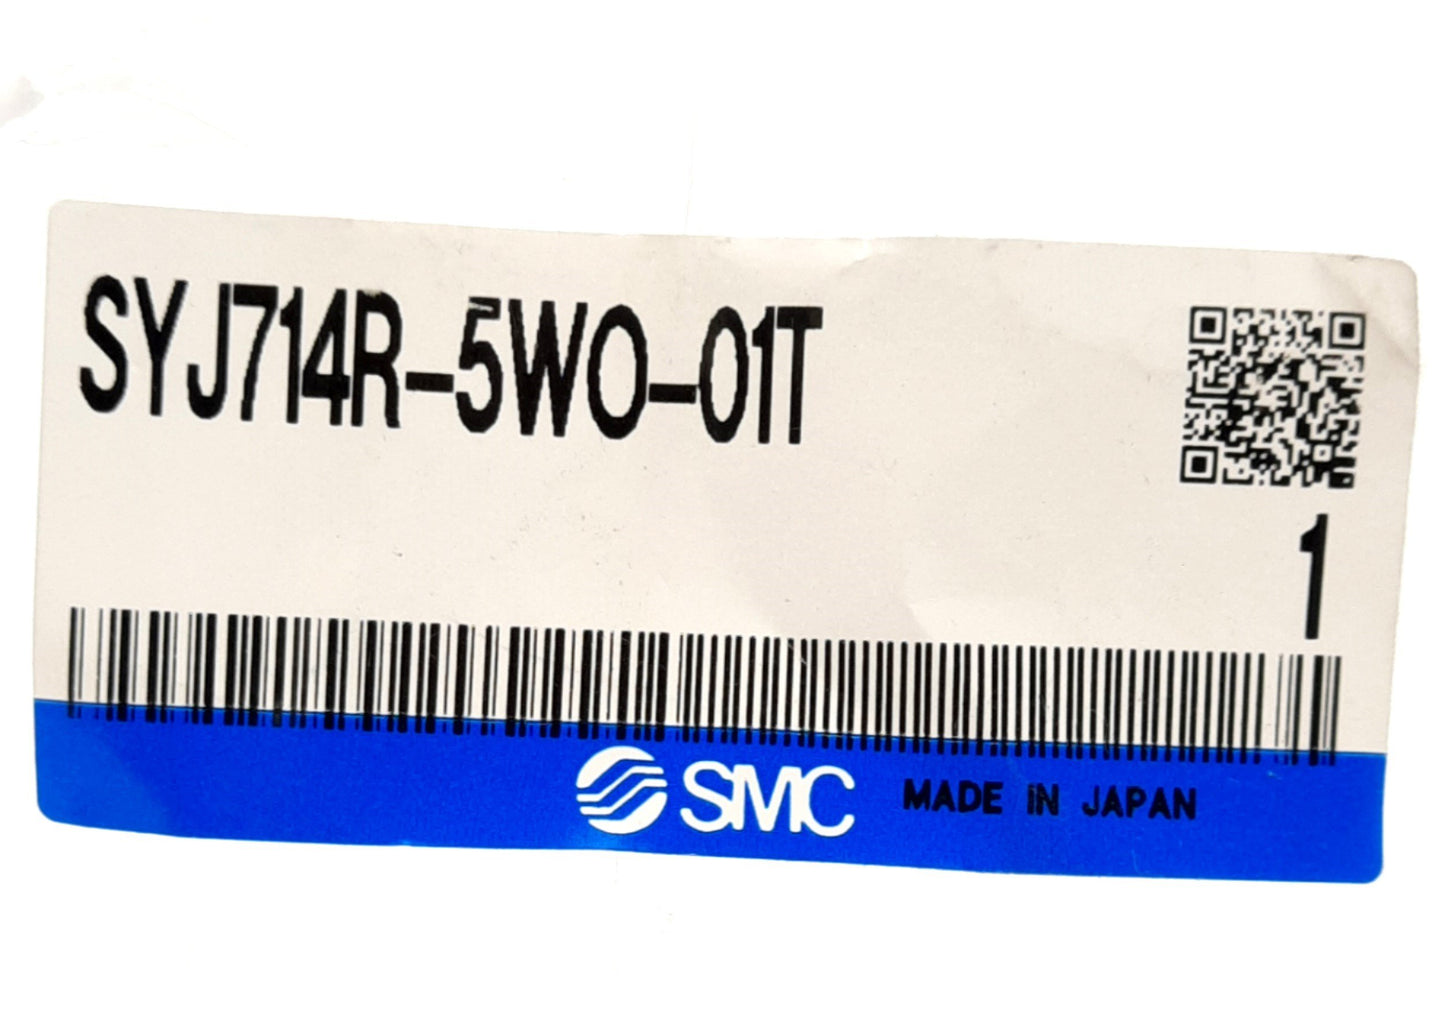 SYJ714R-5WO-01T
1
SMC MADE IN JAPAN